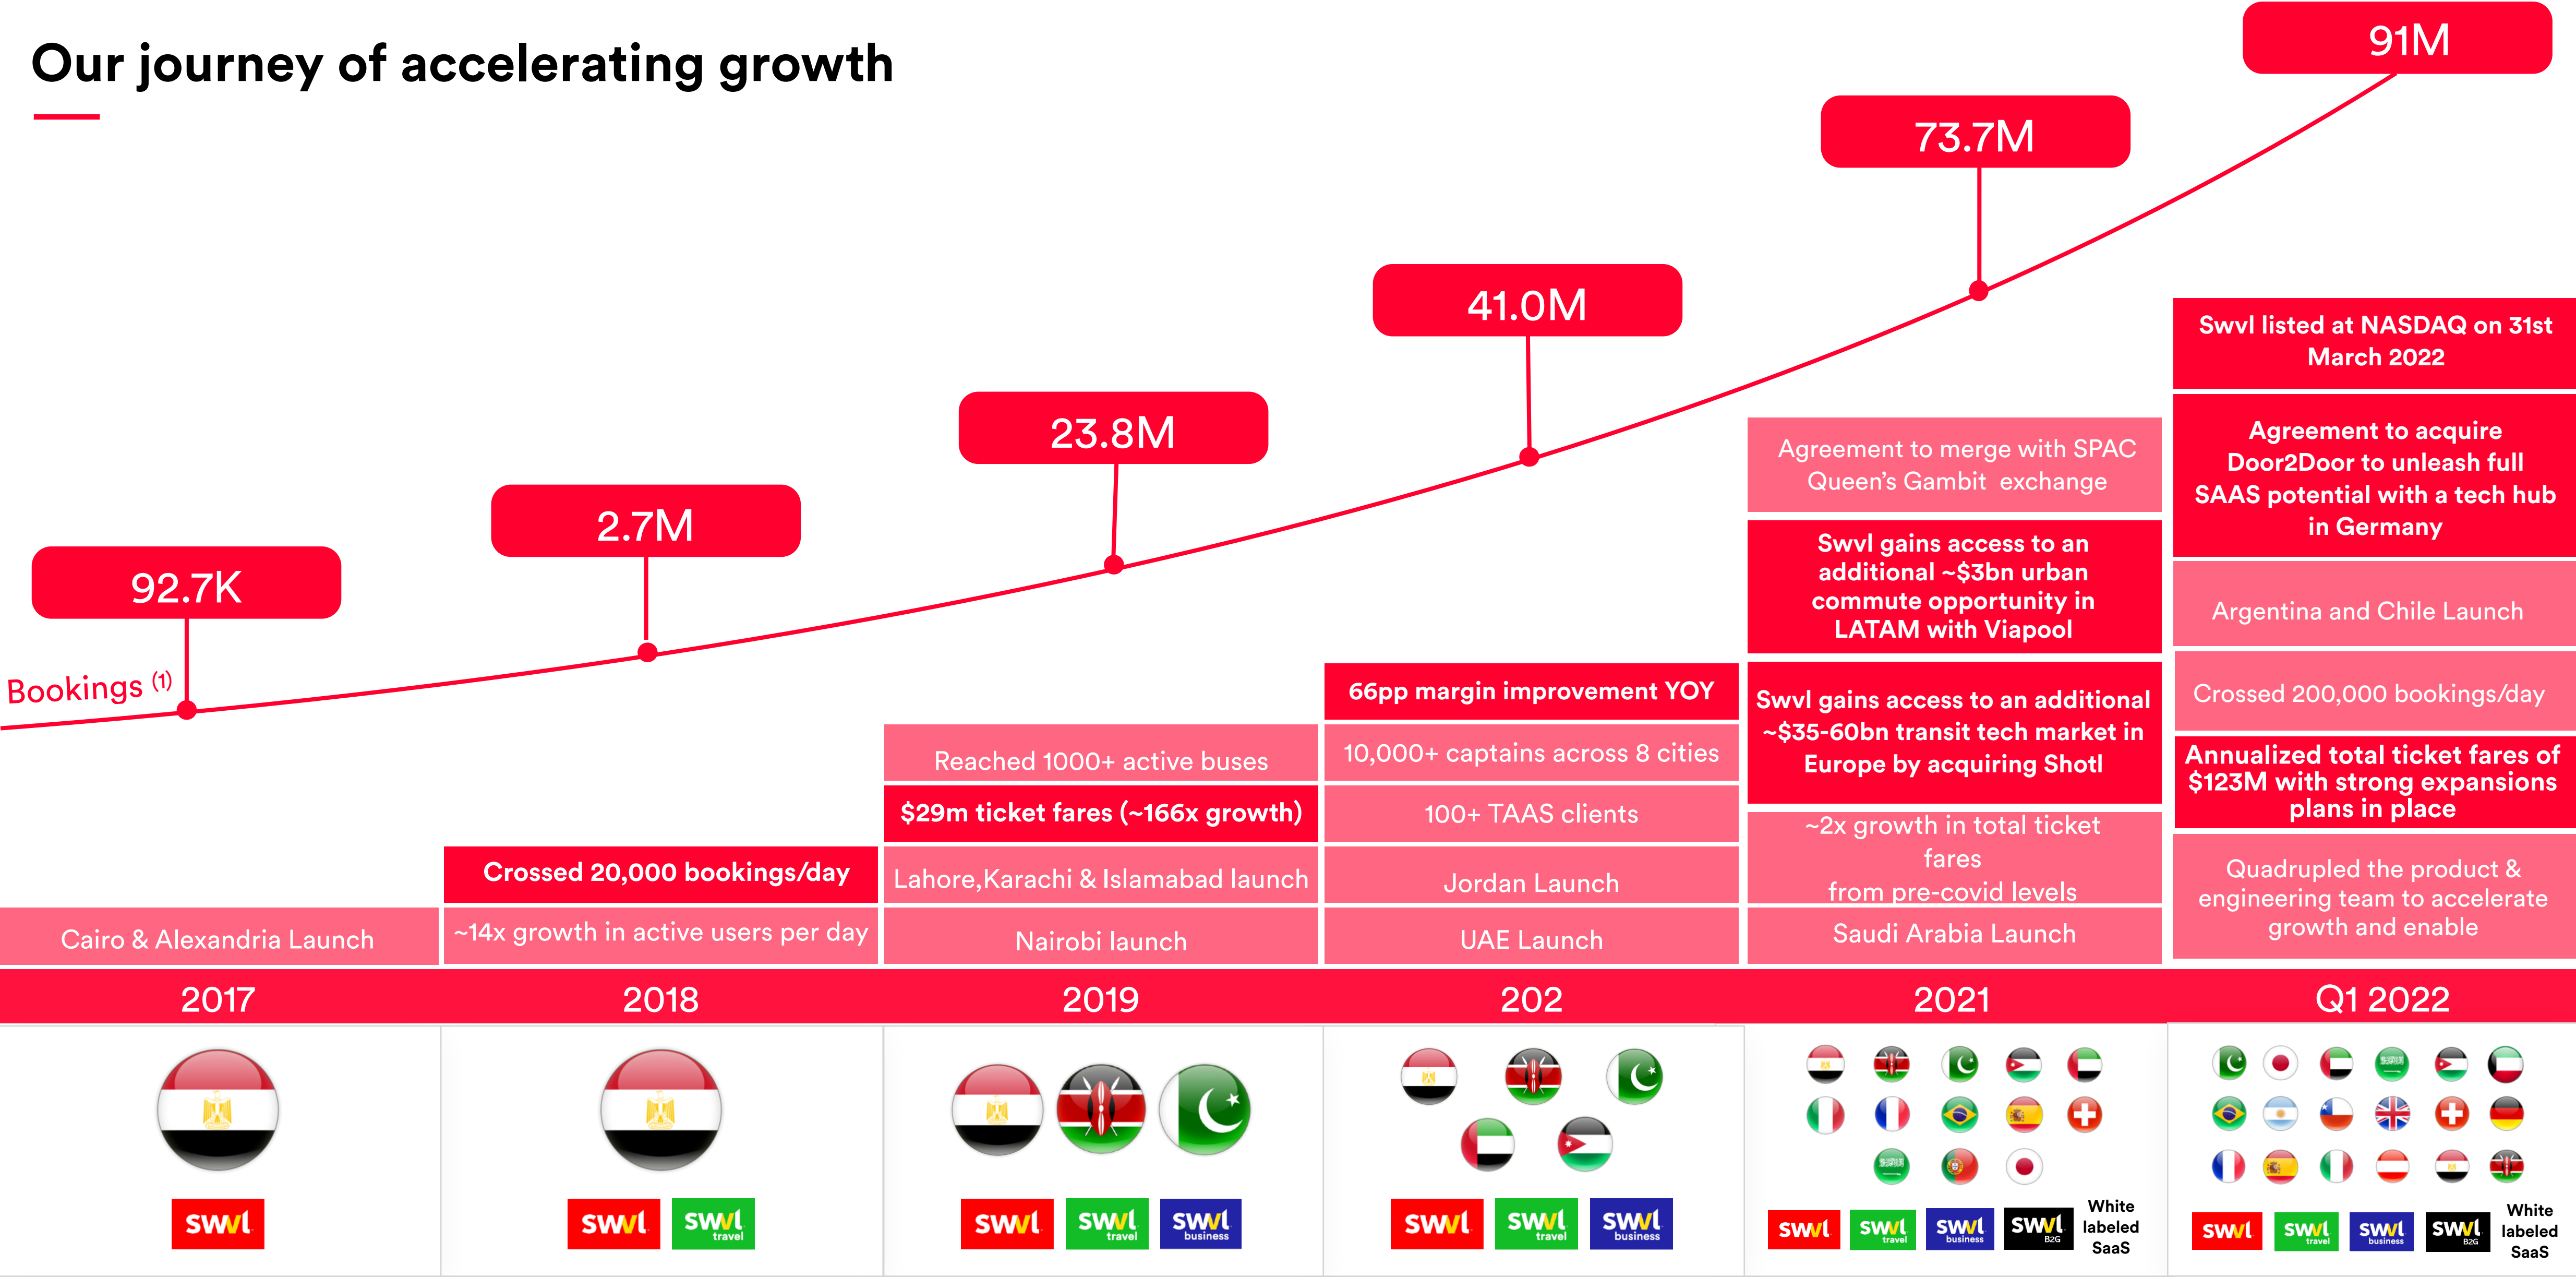 Our journey of accelerating growth
91M
73.7M
41.0M
23.8M
2.7M
92.7K
Bookings (1)
Cairo & Alexandria Launch
2017
swvl
Crossed 20,000 bookings/day
~14x growth in active users per day
2018
swvl
swvl
travel
Reached 1000+ active buses
$29m ticket fares (~166x growth)
Lahore,Karachi & Islamabad launch
Nairobi launch
2019
swvl
swvl
travel
swvl
business
66pp margin improvement YOY
10,000+ captains across 8 cities
100+ TAAS clients
Jordan Launch
UAE Launch
202
swvl
swvl
travel
swvl
business
Agreement to merge with SPAC
Queen’s Gambit exchange
Swvl gains access to an
additional ~$3bn urban
commute opportunity in
LATAM with Viapool
Swvl gains access to an additional
~$35-60bn transit tech market in
Europe by acquiring Shotl
~2x growth in total ticket
fares
from pre-covid levels
Saudi Arabia Launch
2021
swvl
swvl
travel
swvl
business
swvl
B2G
White
labeled
SaaS
Swvl listed at NASDAQ on 31st
March 2022
Agreement to acquire
Door2Door to unleash full
SAAS potential with a tech hub
in Germany
Argentina and Chile Launch
Crossed 200,000 bookings/day
Annualized total ticket fares of
$123M with strong expansions
plans in place
Quadrupled the product &
engineering team to accelerate
growth and enable
Q1 2022
swvl
swvl
travel
swvl
business
swvl
B2G
White
labeled
SaaS